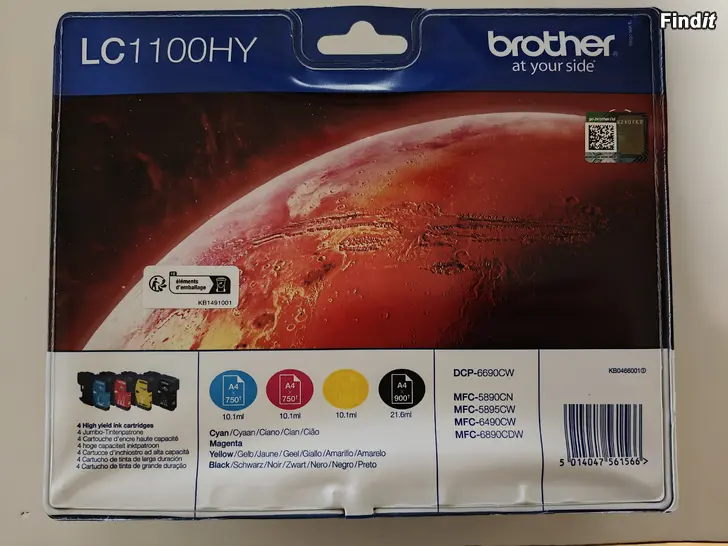 Findit
LC1100HY
brother
at your side
éléments
d'emballage
KB1491001
4 High yield ink cartridges
4 Jumbo-Tintenpatronen
4 Cartouche d'encre haute capacité
4 hoge capaciteit inktpatroon
4 Cartucce d'inchiostro ad alta capacità
4 Cartucho de tinta de larga duración
4 Cartucho de tinta de grande duração
A4 x 750†
A4 x 750†
A4 x 900†
10.1ml
10.1ml
10.1ml
21.6ml
Cyan/Cyaan/Ciano/Cian/Cião
Magenta
Yellow/Gelb/Jaune/Geel/Giallo/Amarillo/Amarelo
Black/Schwarz/Noir/Zwart/Nero/Negro/Preto
DCP-6690CW
MFC-5890CN
MFC-5895CW
MFC-6490CW
MFC-6890CDW
KB0466001
5 014047 561566 >